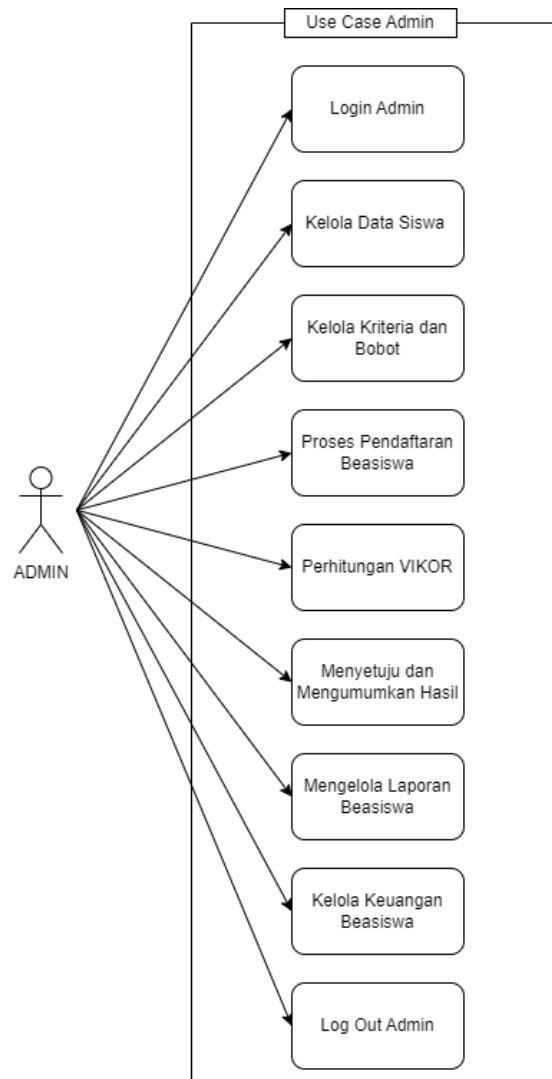 Use Case Admin
Login Admin
Kelola Data Siswa
Kelola Kriteria dan
Bobot
Proses Pendaftaran
Beasiswa
ADMIN
Perhitungan VIKOR
Menyetuju dan
Mengumumkan Hasil
Mengelola Laporan
Beasiswa
Kelola Keuangan
Beasiswa
Log Out Admin